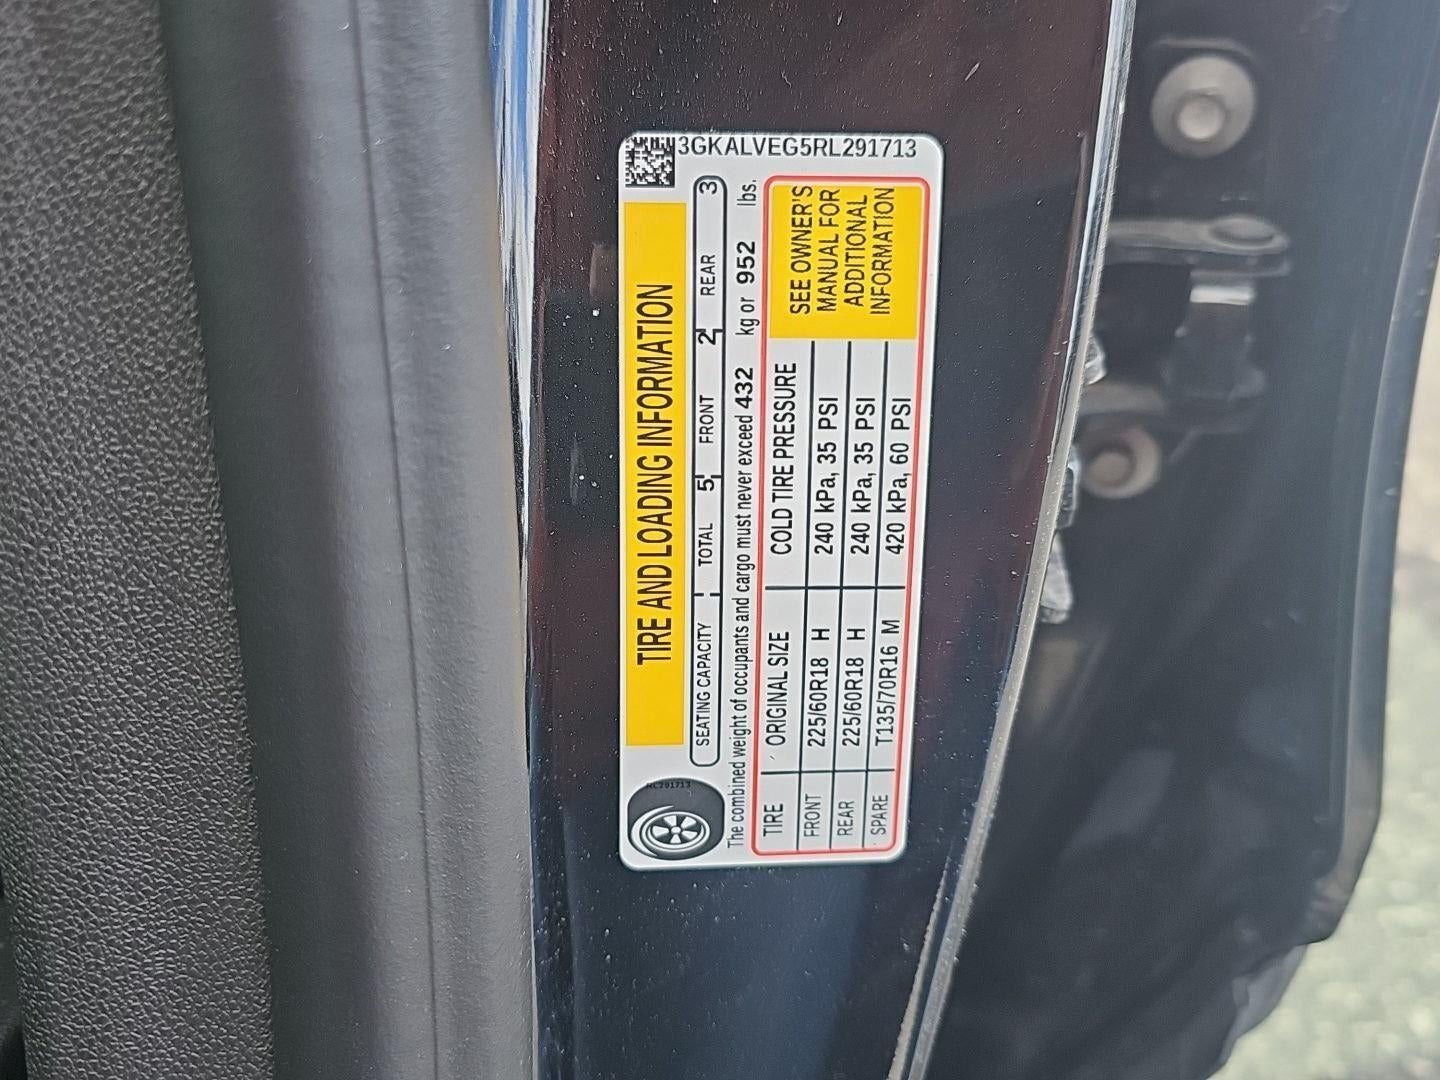 3GKALVEG5RL291713
TIRE AND LOADING INFORMATION
SEATING CAPACITY TOTAL 5 FRONT 2 REAR 3
The combined weight of occupants and cargo must never exceed 432 kg or 952 lbs.
TIRE ORIGINAL SIZE COLD TIRE PRESSURE
FRONT 225/60R18 H 240 kPa, 35 PSI
REAR 225/60R18 H 240 kPa, 35 PSI
SPARE T135/70R16 M 420 kPa, 60 PSI
SEE OWNER'S
MANUAL FOR
ADDITIONAL
INFORMATION